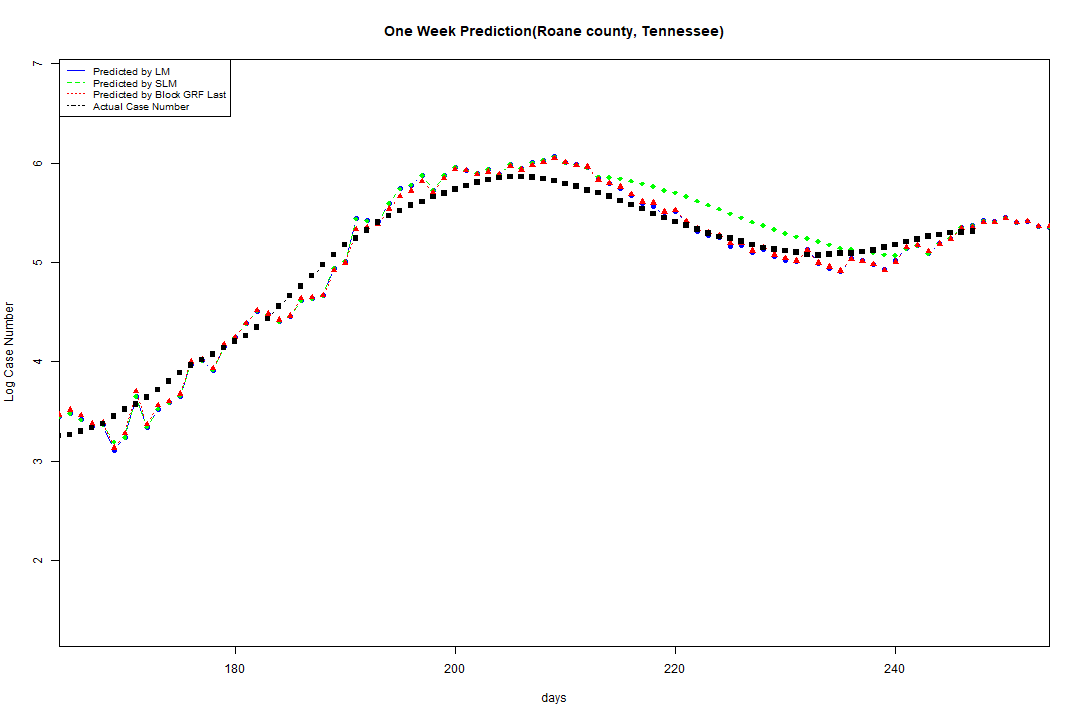 One Week Prediction(Roane county, Tennessee)
7
Predicted by LM
Predicted by SLM
Predicted by Block GRF Last
Actual Case Number
6
5
4
3
2
Log Case Number
180
200
220
240
days